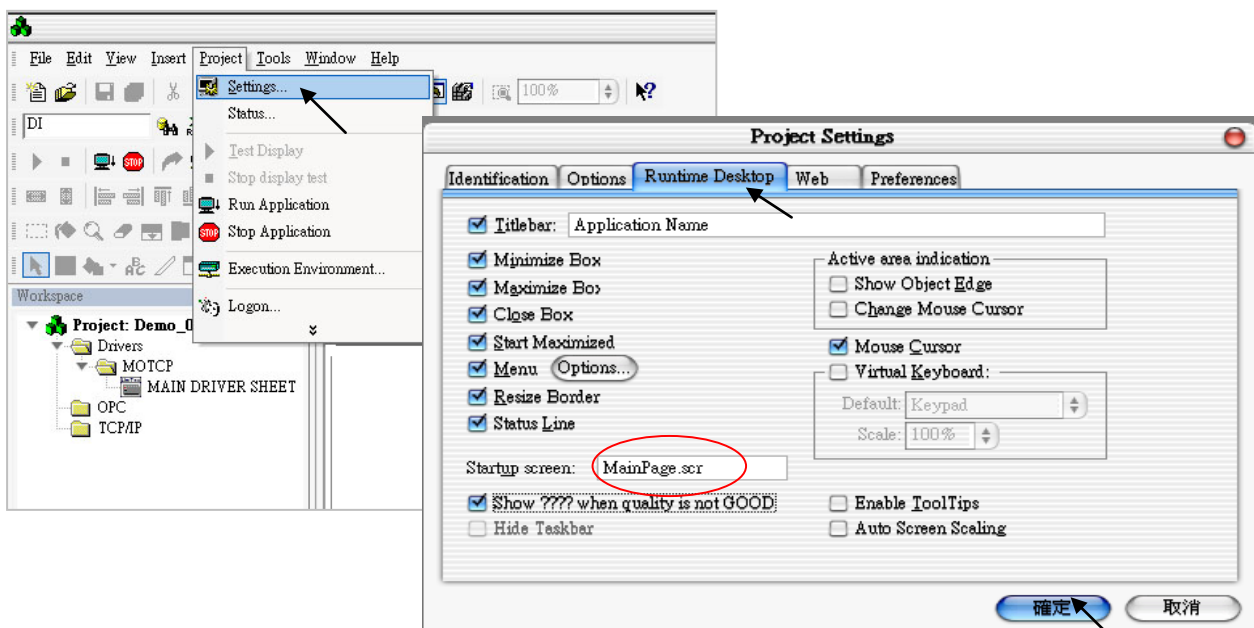 File Edit View Insert Project Tools Window Help
Settings...
100%
Status...
DI
Test Display
Stop display test
Run Application
STOP
Stop Application
Execution Environment...
Logon...
Workspace
Project: Demo_0
Drivers
MOTCP
MAIN DRIVER SHEET
OPC
TCP/IP
Project Settings
Identification Options Runtime Desktop Web Preferences
Titlebar: Application Name
Minimize Box
Maximize Box
Close Box
Start Maximized
Menu Options...
Resize Border
Status Line
Active area indication
Show Object Edge
Change Mouse Cursor
Mouse Cursor
Virtual Keyboard:
Default: Keypad
Scale: 100%
Startup screen: MainPage.scr
Show ???? when quality is not GOOD
Hide Taskbar
Enable ToolTips
Auto Screen Scaling
確定 取消